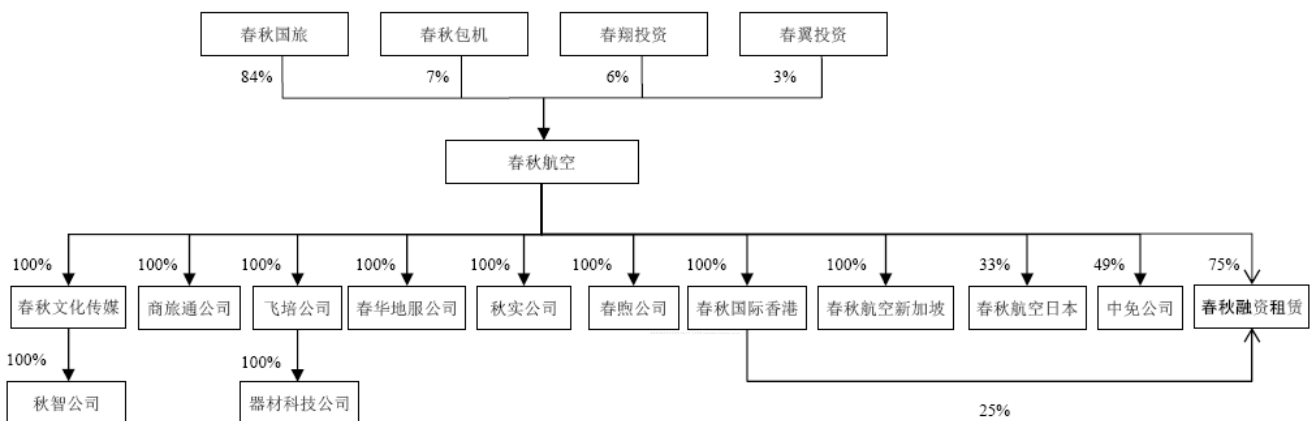 春秋国旅 春秋包机 春翔投资 春翼投资
84% 7% 6% 3%
春秋航空
100% 100% 100% 100% 100% 100% 100% 100% 33% 49% 75%
春秋文化传媒 商旅通公司 飞培公司 春华地服公司 秋实公司 春煦公司 春秋国际香港 春秋航空新加坡 春秋航空日本 中免公司 春秋融资租赁
100% 100%
秋智公司 器材科技公司
25%